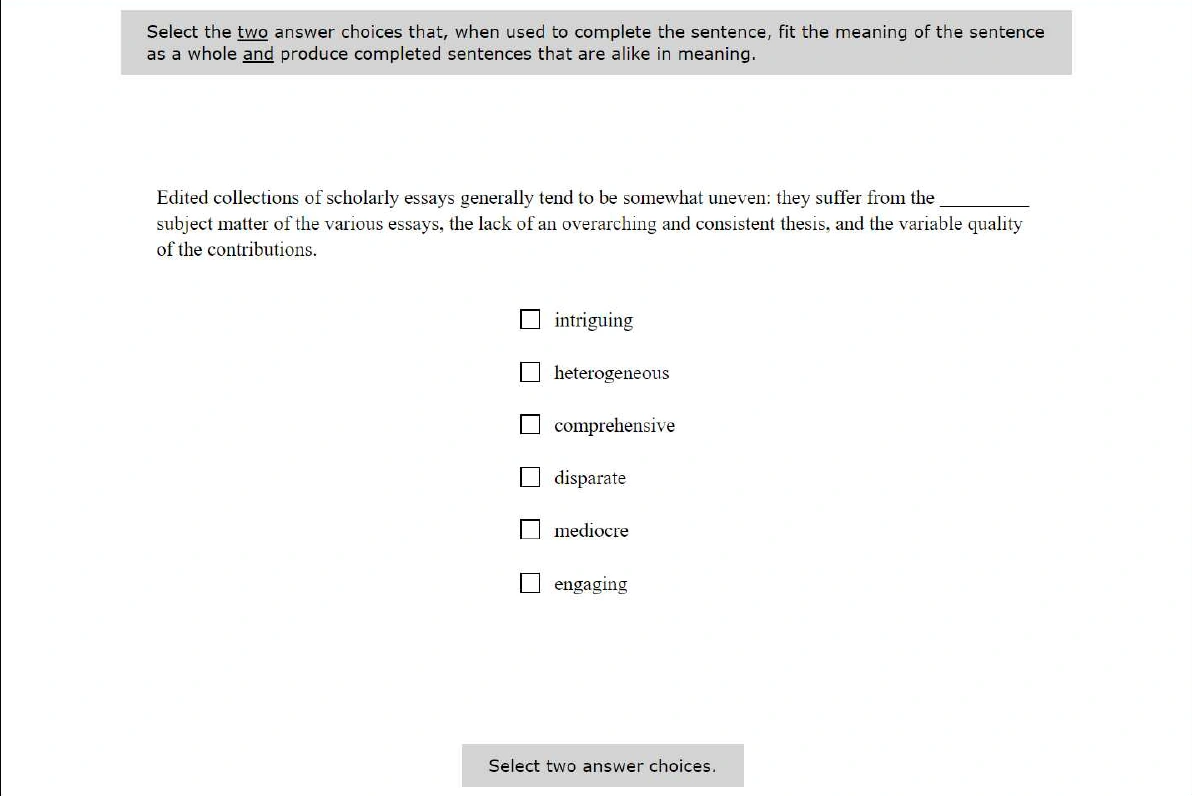 Select the two answer choices that, when used to complete the sentence, fit the meaning of the sentence
as a whole and produce completed sentences that are alike in meaning.
Edited collections of scholarly essays generally tend to be somewhat uneven: they suffer from the _________
subject matter of the various essays, the lack of an overarching and consistent thesis, and the variable quality
of the contributions.
intriguing
heterogeneous
comprehensive
disparate
mediocre
engaging
Select two answer choices.